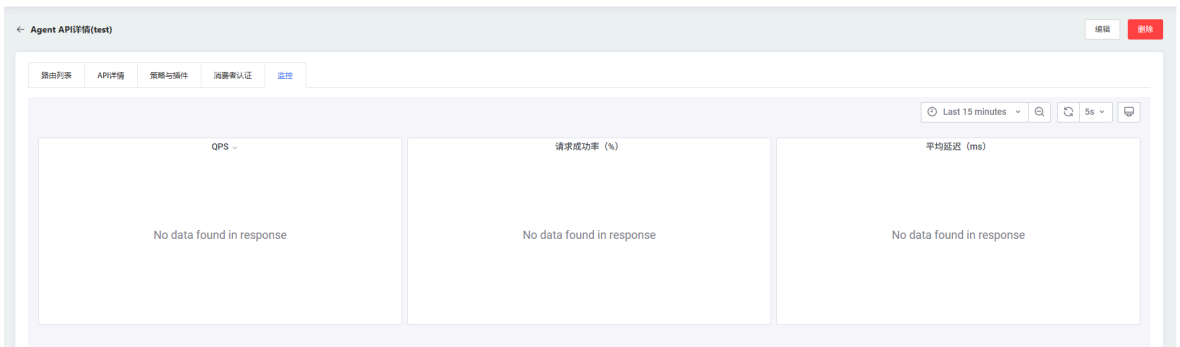 ← Agent API详情(test)
编辑 删除
路由列表 API详情 策略与插件 消费者认证 监控
Last 15 minutes 5s
QPS 请求成功率（%） 平均延迟（ms）
No data found in response No data found in response No data found in response